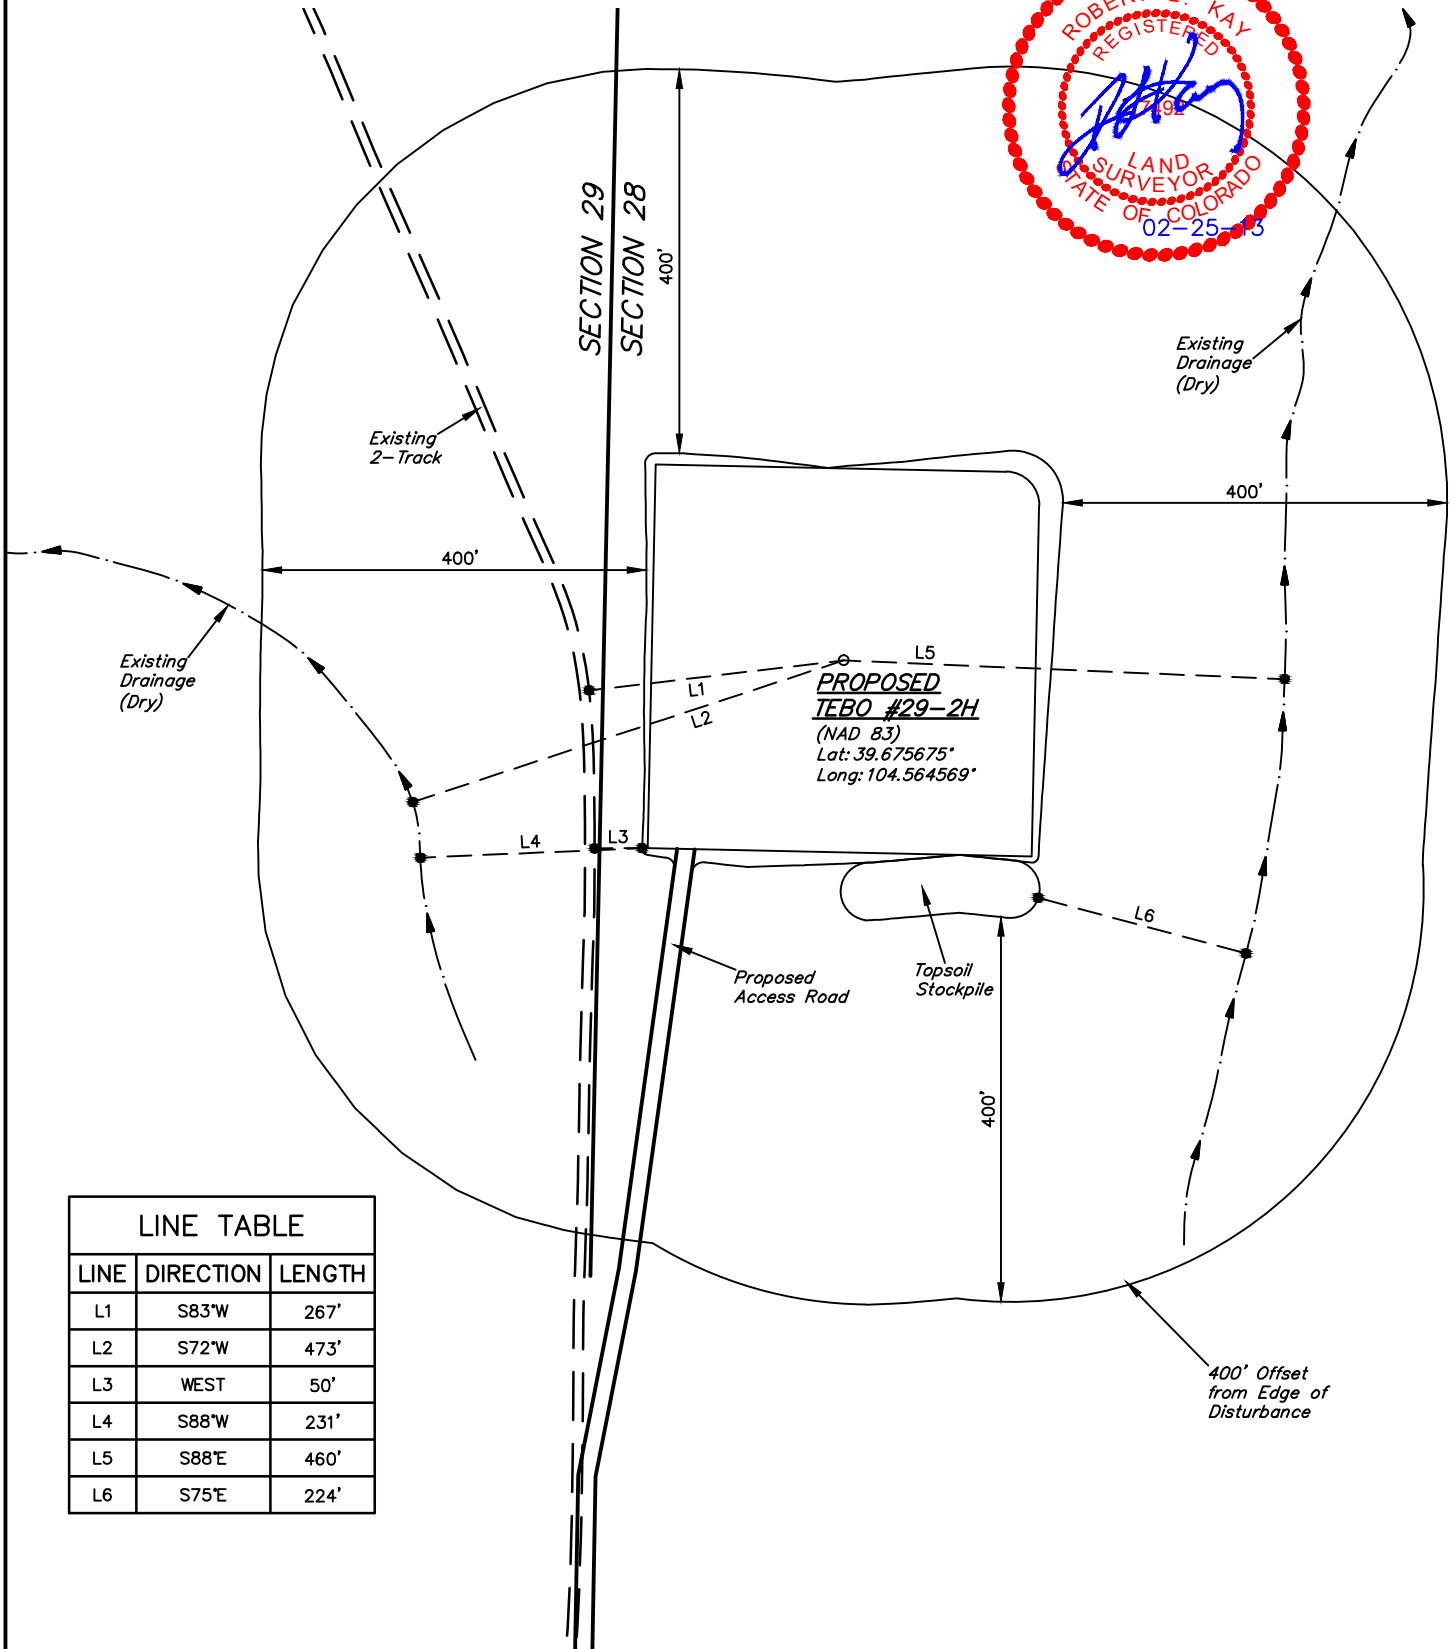 KAY
REGISTERED
LAND
SURVEYOR
STATE OF COLORADO
02-25-13
SECTION 29
SECTION 28
400'
Existing
Drainage
(Dry)
Existing
2-Track
400'
400'
Existing
Drainage
(Dry)
L5
L1
L2
PROPOSED
TEBO #29-2H
(NAD 83)
Lat: 39.675675°
Long: 104.564569°
L4
L3
L6
Proposed
Access Road
Topsoil
Stockpile
400'
LINE TABLE
LINE DIRECTION LENGTH
L1 S83°W 267'
L2 S72°W 473'
L3 WEST 50'
L4 S88°W 231'
L5 S88°E 460'
L6 S75°E 224'
400' Offset
from Edge of
Disturbance